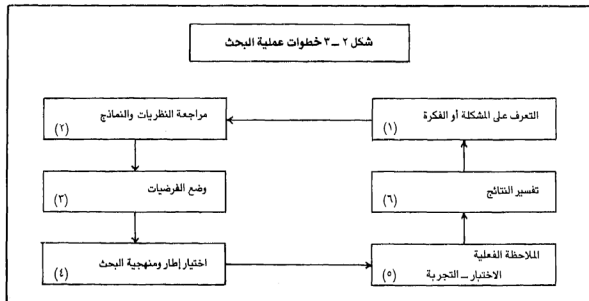 شكل ٢ – ٣ خطوات عملية البحث
التعرف على المشكلة أو الفكرة
(١)
مراجعة النظريات والنماذج
(٢)
وضع الفرضيات
(٣)
اختيار إطار ومنهجية البحث
(٤)
الملاحظة الفعلية
الاختبار – التجربة
(٥)
تفسير النتائج
(٦)